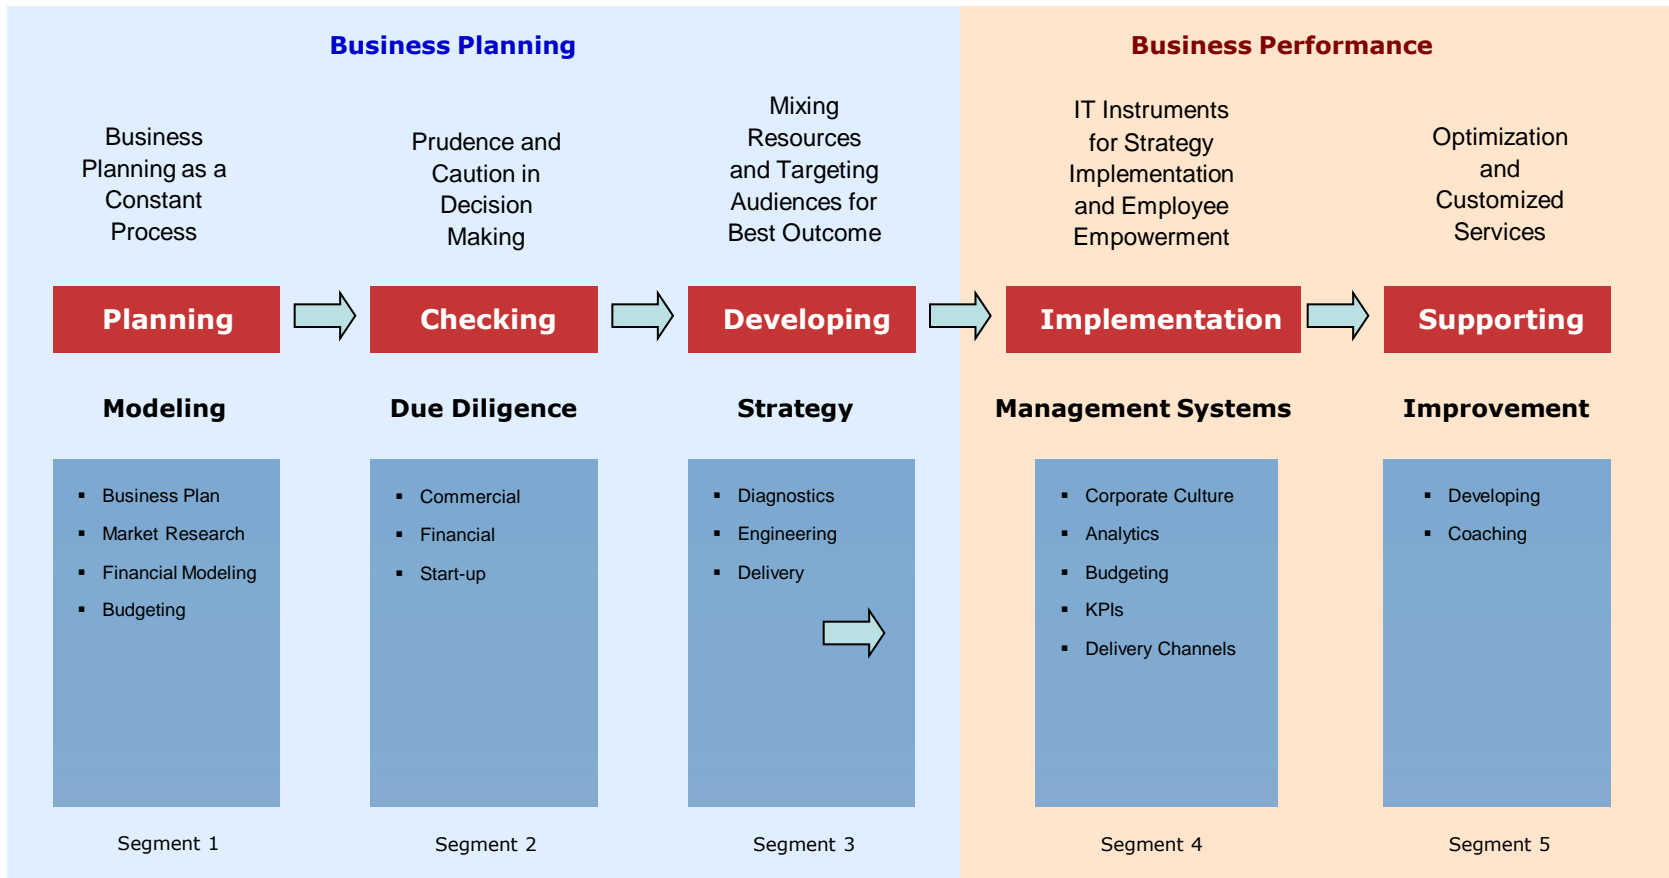 Business Planning
Business Performance
Business
Planning as a
Constant
Process
Prudence and
Caution in
Decision
Making
Mixing
Resources
and Targeting
Audiences for
Best Outcome
IT Instruments
for Strategy
Implementation
and Employee
Empowerment
Optimization
and
Customized
Services
Planning
Checking
Developing
Implementation
Supporting
Modeling
Due Diligence
Strategy
Management Systems
Improvement
▪ Business Plan
▪ Market Research
▪ Financial Modeling
▪ Budgeting
▪ Commercial
▪ Financial
▪ Start-up
▪ Diagnostics
▪ Engineering
▪ Delivery
▪ Corporate Culture
▪ Analytics
▪ Budgeting
▪ KPIs
▪ Delivery Channels
▪ Developing
▪ Coaching
Segment 1
Segment 2
Segment 3
Segment 4
Segment 5